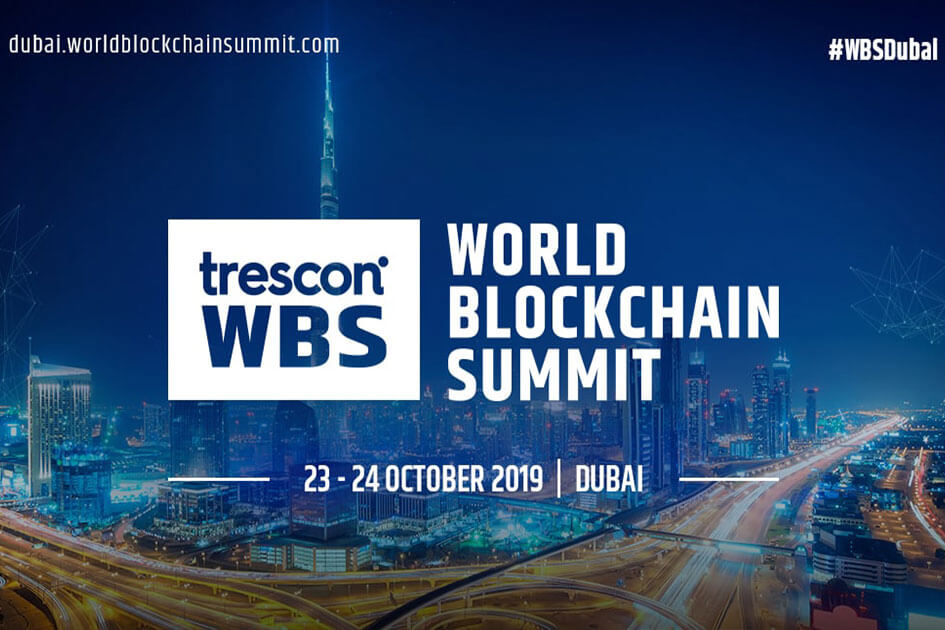 dubai.worldblockchainsummit.com
#WBSDubai
trescon
WBS
WORLD
BLOCKCHAIN
SUMMIT
23 - 24 OCTOBER 2019 | DUBAI